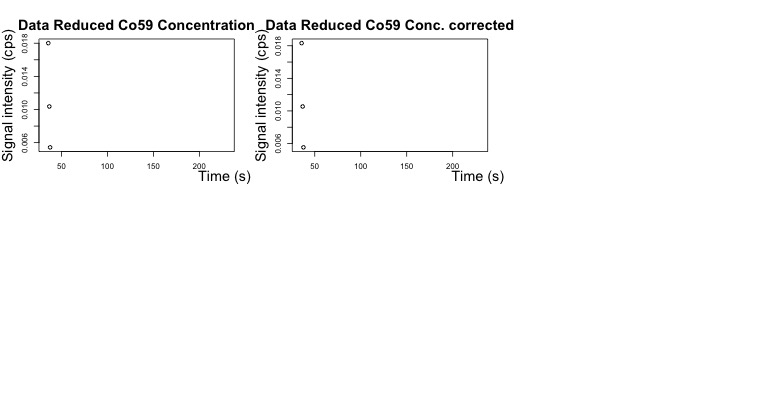 Data Reduced Co59 Concentration
Signal intensity (cps)
0.018
0.014
0.010
0.006
50 100 150 200
Time (s)
Data Reduced Co59 Conc. corrected
Signal intensity (cps)
0.018
0.014
0.010
0.006
50 100 150 200
Time (s)